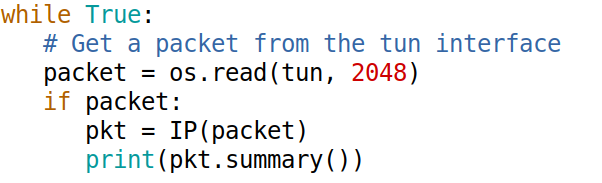 while True:
   # Get a packet from the tun interface
   packet = os.read(tun, 2048)
   if packet:
      pkt = IP(packet)
      print(pkt.summary())